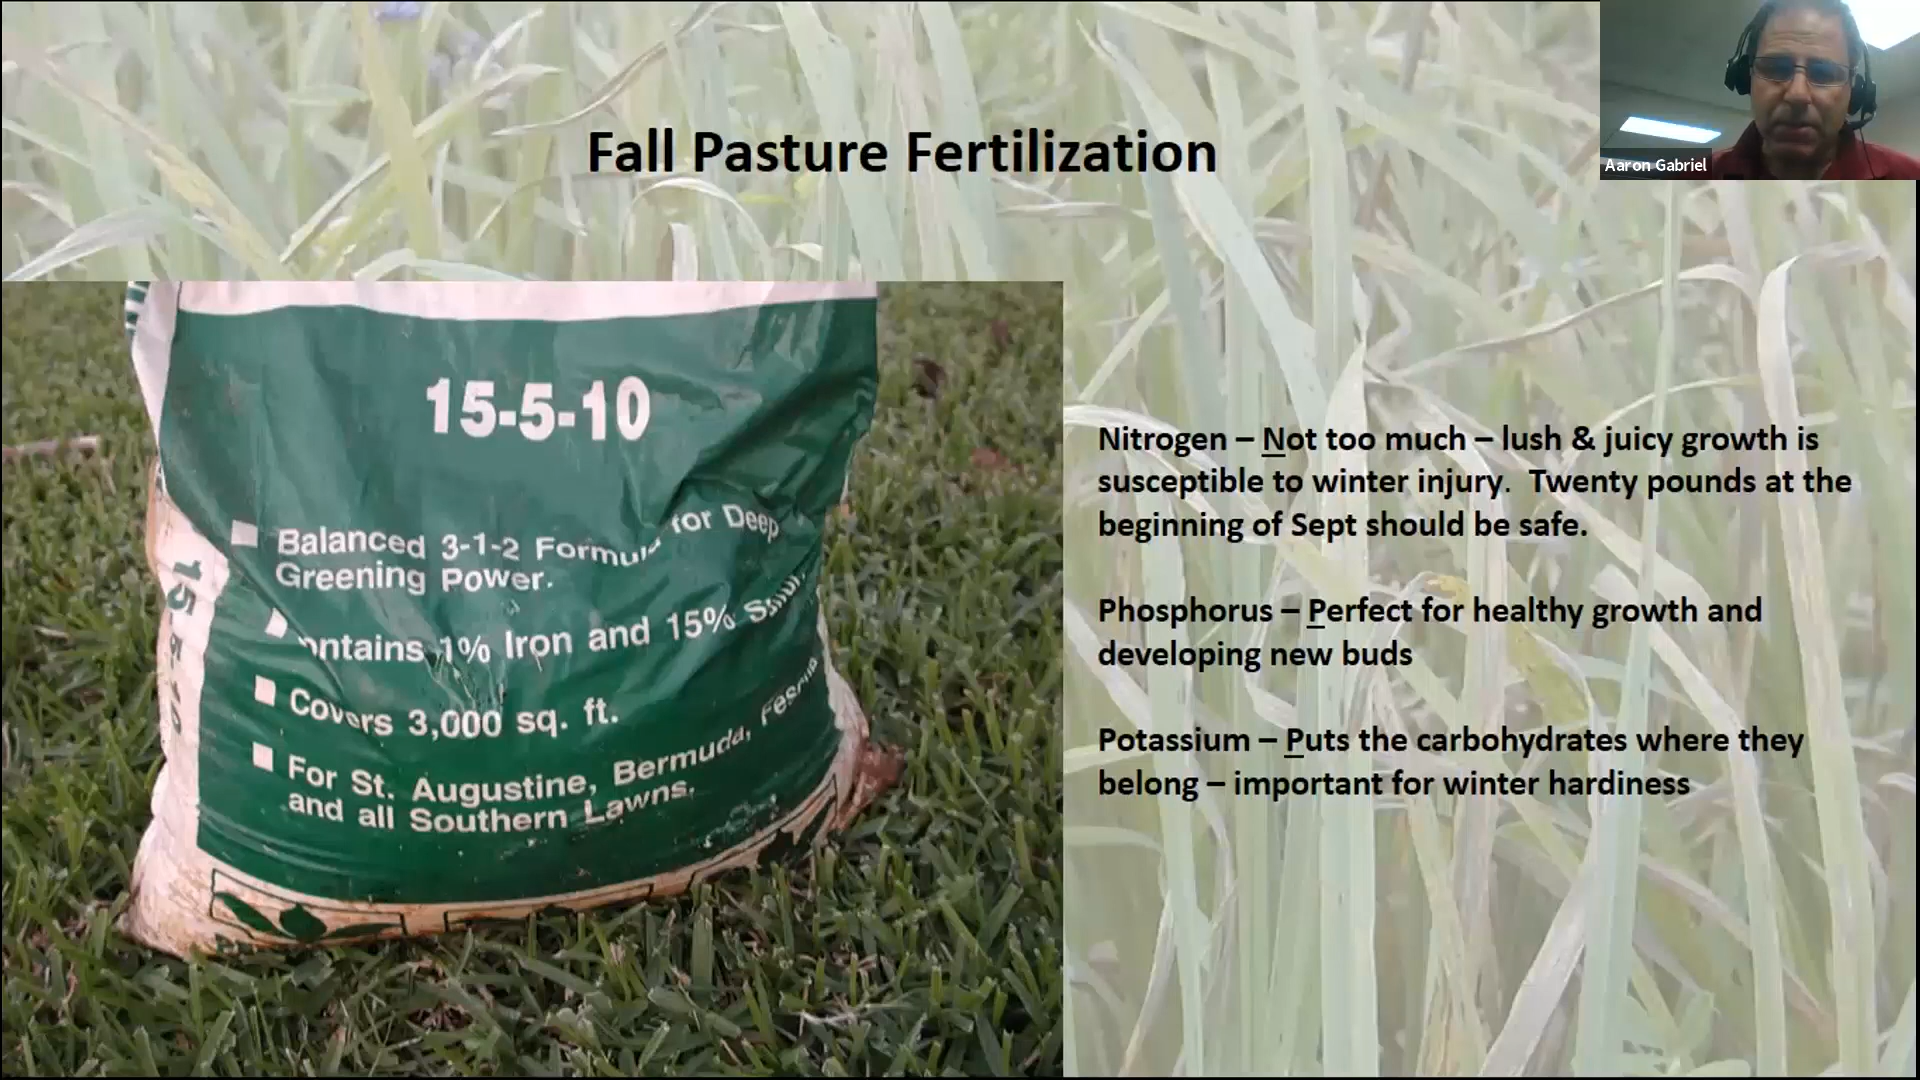 Fall Pasture Fertilization
Aaron Gabriel
15-5-10
Balanced 3-1-2 Formula for Deep
Greening Power.
1% Iron and 15%
Covers 3,000 sq. ft.
For St. Augustine, Bermuda,
and all Southern Lawns.
15-5-10
Nitrogen – Not too much – lush & juicy growth is
susceptible to winter injury. Twenty pounds at the
beginning of Sept should be safe.
Phosphorus – Perfect for healthy growth and
developing new buds
Potassium – Puts the carbohydrates where they
belong – important for winter hardiness